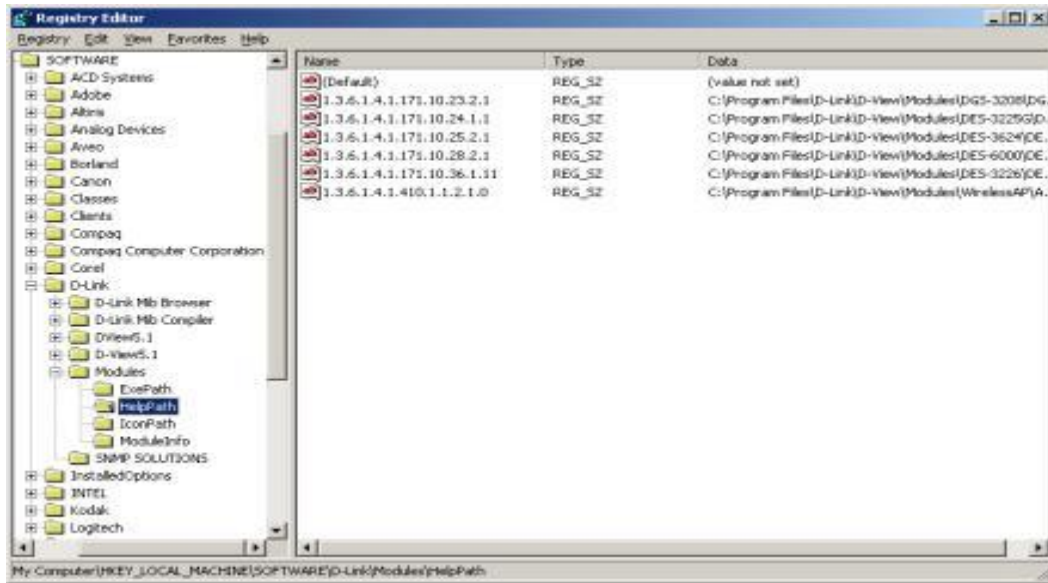 Registry Editor
Registry Edit View Favorites Help
SOFTWARE
ACD Systems
Adobe
Altiris
Analog Devices
Aveo
Borland
Canon
Classes
Clients
Compaq
Compaq Computer Corporation
Corel
D-Link
D-Link Mib Browser
D-Link Mib Compiler
DView5.1
D-View5.1
Modules
ExePath
HelpPath
IconPath
ModuleInfo
SNMP SOLUTIONS
InstalledOptions
INTEL
Kodak
Logitech
Name Type Data
(Default) REG_SZ (value not set)
1.3.6.1.4.1.171.10.23.2.1 REG_SZ C:\Program Files\D-Link\D-View\Modules\DGS-3208\DG.
1.3.6.1.4.1.171.10.24.1.1 REG_SZ C:\Program Files\D-Link\D-View\Modules\DES-3225G\D.
1.3.6.1.4.1.171.10.25.2.1 REG_SZ C:\Program Files\D-Link\D-View\Modules\DES-3624\DE.
1.3.6.1.4.1.171.10.28.2.1 REG_SZ C:\Program Files\D-Link\D-View\Modules\DES-6000\DE.
1.3.6.1.4.1.171.10.36.1.11 REG_SZ C:\Program Files\D-Link\D-View\Modules\DES-3226\DE.
1.3.6.1.4.1.410.1.1.2.1.0 REG_SZ C:\Program Files\D-Link\D-View\Modules\WirelessAP\A.
My Computer\HKEY_LOCAL_MACHINE\SOFTWARE\D-Link\Modules\HelpPath